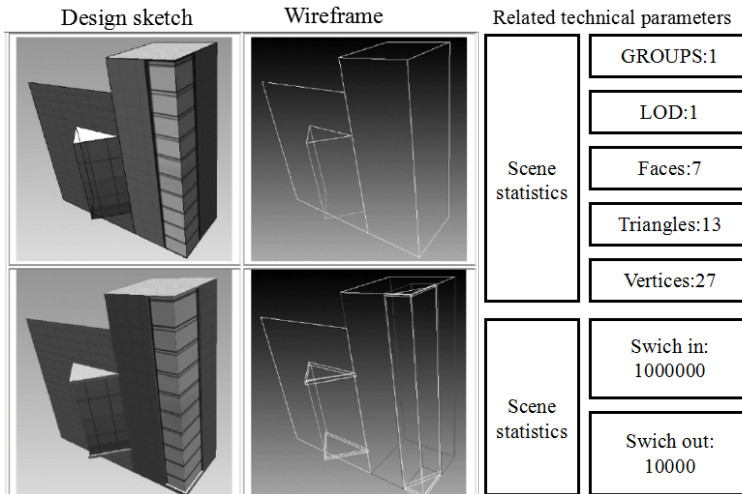 Design sketch
Wireframe
Related technical parameters
Scene
statistics
GROUPS:1
LOD:1
Faces:7
Triangles:13
Vertices:27
Scene
statistics
Swich in:
1000000
Swich out:
10000